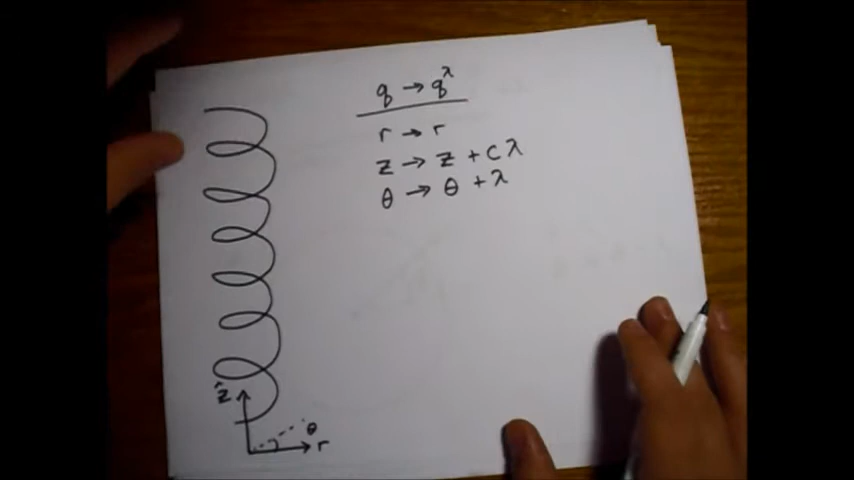 q → q^λ
r → r
z → z + cλ
θ → θ + λ
ẑ
θ
r